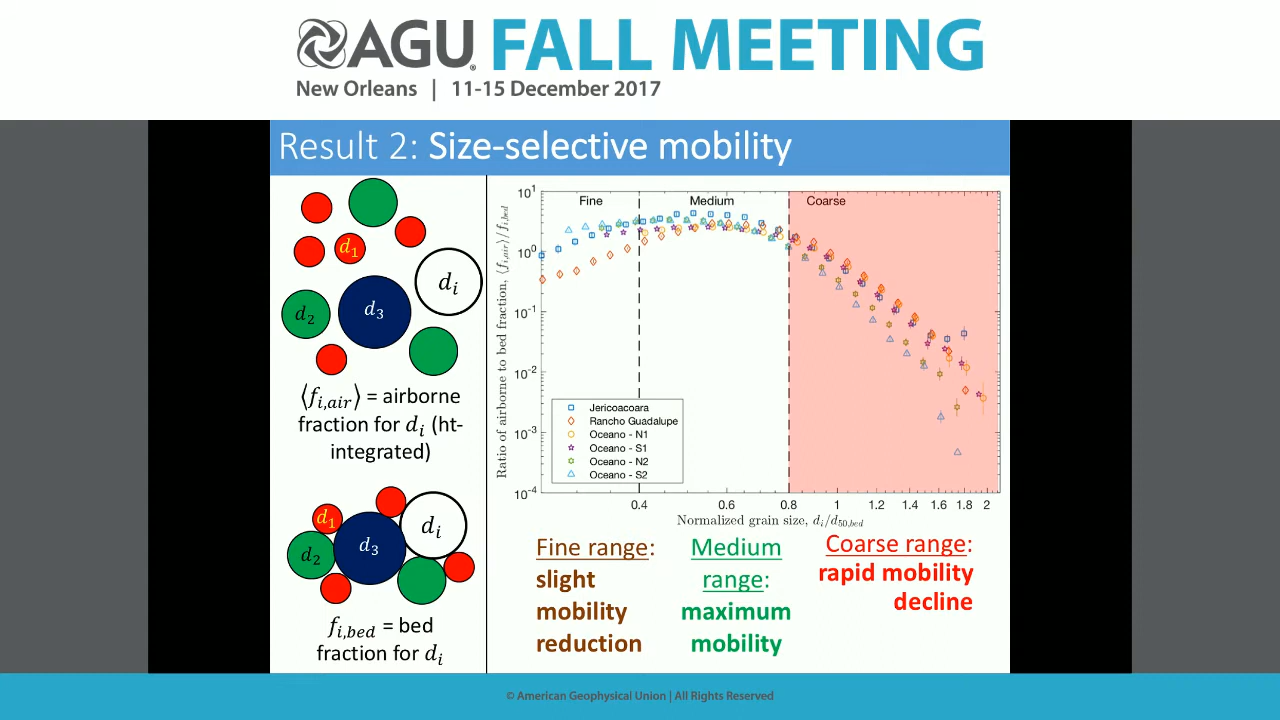 AGU FALL MEETING
New Orleans | 11-15 December 2017
Result 2: Size-selective mobility
d₁
dᵢ
d₂
d₃
⟨fᵢ,air⟩ = airborne
fraction for dᵢ (ht-
integrated)
d₁
dᵢ
d₂
d₃
fᵢ,bed = bed
fraction for dᵢ
Fine
Medium
Coarse
10¹
10⁰
10⁻¹
10⁻²
10⁻³
10⁻⁴
Ratio of airborne to bed fraction, ⟨fᵢ,air⟩/fᵢ,bed
Jericoacoara
Rancho Guadalupe
Oceano - N1
Oceano - S1
Oceano - N2
Oceano - S2
0.4 0.6 0.8 1 1.2 1.4 1.6 1.8 2
Normalized grain size, dᵢ/d₅₀,bed
Fine range:
slight
mobility
reduction
Medium
range:
maximum
mobility
Coarse range:
rapid mobility
decline
© American Geophysical Union | All Rights Reserved